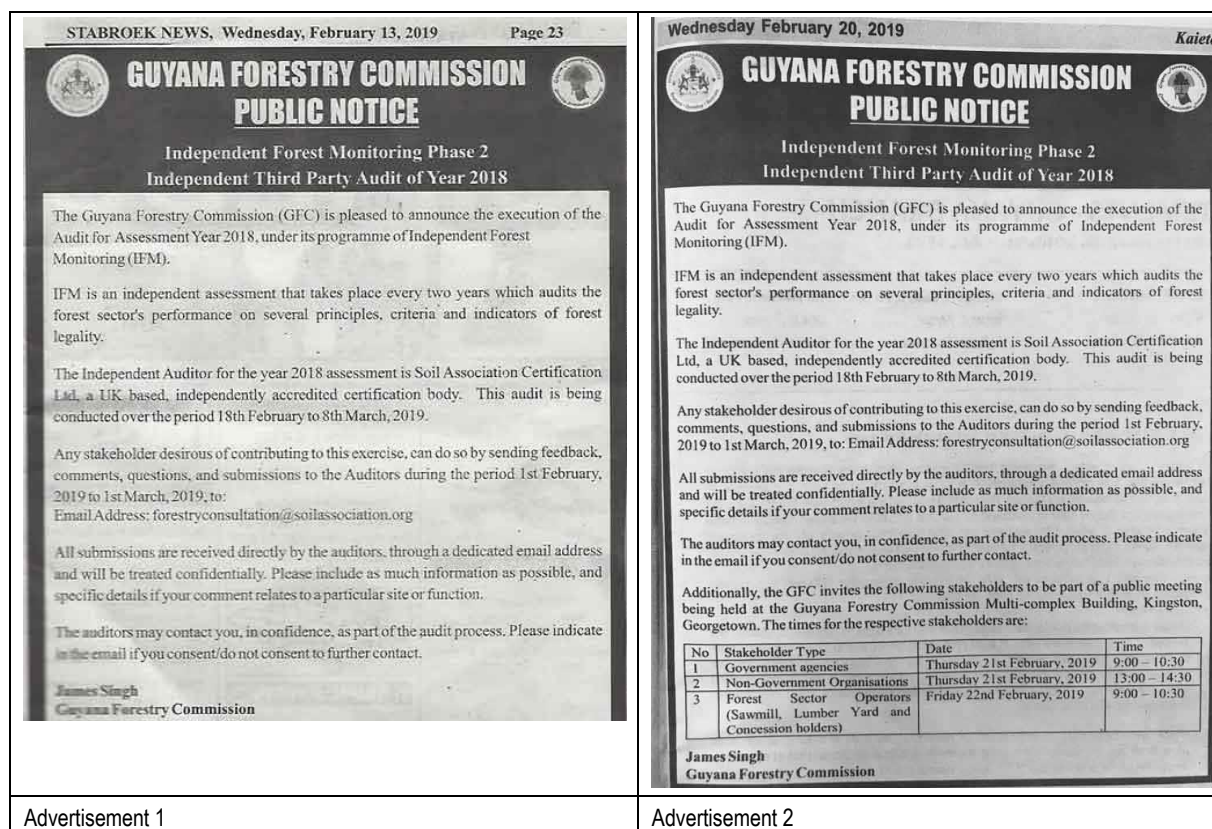 STABROEK NEWS, Wednesday, February 13, 2019 Page 23
GUYANA FORESTRY COMMISSION
PUBLIC NOTICE
Independent Forest Monitoring Phase 2
Independent Third Party Audit of Year 2018
The Guyana Forestry Commission (GFC) is pleased to announce the execution of the
Audit for Assessment Year 2018, under its programme of Independent Forest
Monitoring (IFM).
IFM is an independent assessment that takes place every two years which audits the
forest sector's performance on several principles, criteria and indicators of forest
legality.
The Independent Auditor for the year 2018 assessment is Soil Association Certification
Ltd, a UK based, independently accredited certification body. This audit is being
conducted over the period 18th February to 8th March, 2019.
Any stakeholder desirous of contributing to this exercise, can do so by sending feedback,
comments, questions, and submissions to the Auditors during the period 1st February,
2019 to 1st March, 2019, to:
Email Address: forestryconsultation@soilassociation.org
All submissions are received directly by the auditors, through a dedicated email address
and will be treated confidentially. Please include as much information as possible, and
specific details if your comment relates to a particular site or function.
The auditors may contact you, in confidence, as part of the audit process. Please indicate
in the email if you consent/do not consent to further contact.
James Singh
Guyana Forestry Commission
Advertisement 1
Wednesday February 20, 2019
GUYANA FORESTRY COMMISSION
PUBLIC NOTICE
Independent Forest Monitoring Phase 2
Independent Third Party Audit of Year 2018
The Guyana Forestry Commission (GFC) is pleased to announce the execution of the
Audit for Assessment Year 2018, under its programme of Independent Forest
Monitoring (IFM).
IFM is an independent assessment that takes place every two years which audits the
forest sector's performance on several principles, criteria and indicators of forest
legality.
The Independent Auditor for the year 2018 assessment is Soil Association Certification
Ltd, a UK based, independently accredited certification body. This audit is being
conducted over the period 18th February to 8th March, 2019.
Any stakeholder desirous of contributing to this exercise, can do so by sending feedback,
comments, questions, and submissions to the Auditors during the period 1st February,
2019 to 1st March, 2019, to: Email Address: forestryconsultation@soilassociation.org
All submissions are received directly by the auditors, through a dedicated email address
and will be treated confidentially. Please include as much information as possible, and
specific details if your comment relates to a particular site or function.
The auditors may contact you, in confidence, as part of the audit process. Please indicate
in the email if you consent/do not consent to further contact.
Additionally, the GFC invites the following stakeholders to be part of a public meeting
being held at the Guyana Forestry Commission Multi-complex Building, Kingston,
Georgetown. The times for the respective stakeholders are:
No Stakeholder Type Date Time
1 Government agencies Thursday 21st February, 2019 9:00 – 10:30
2 Non-Government Organisations Thursday 21st February, 2019 13:00 – 14:30
3 Forest Sector Operators Friday 22nd February, 2019 9:00 – 10:30
(Sawmill, Lumber Yard and
Concession holders)
James Singh
Guyana Forestry Commission
Advertisement 2